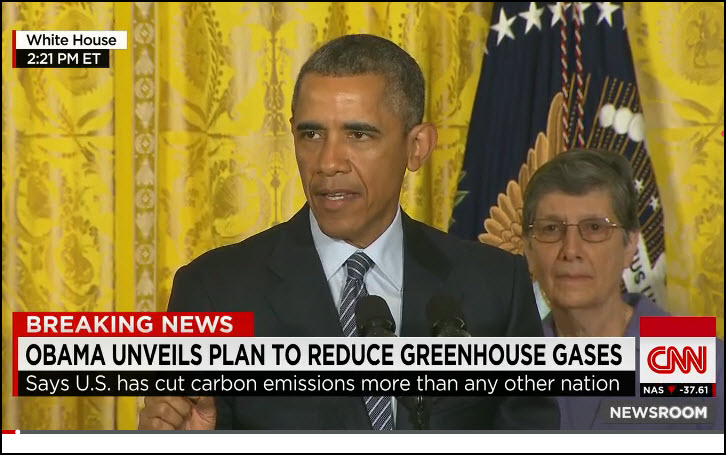 White House
2:21 PM ET
BREAKING NEWS
OBAMA UNVEILS PLAN TO REDUCE GREENHOUSE GASES
Says U.S. has cut carbon emissions more than any other nation
CNN
NAS ▼ -37.61
NEWSROOM